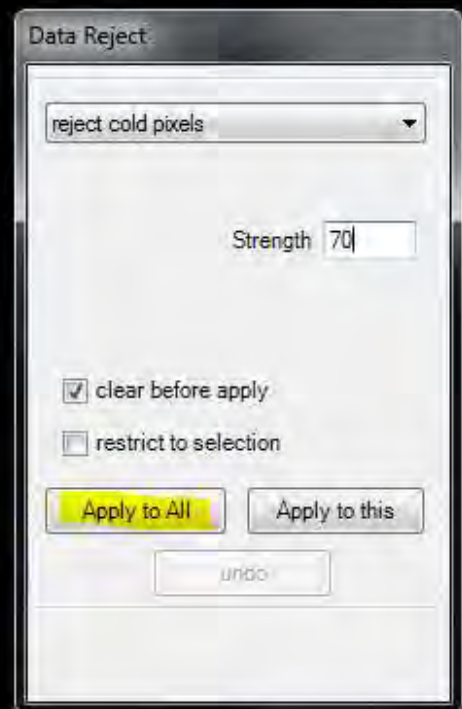 Data Reject
reject cold pixels
Strength 70
clear before apply
restrict to selection
Apply to All Apply to this
undo